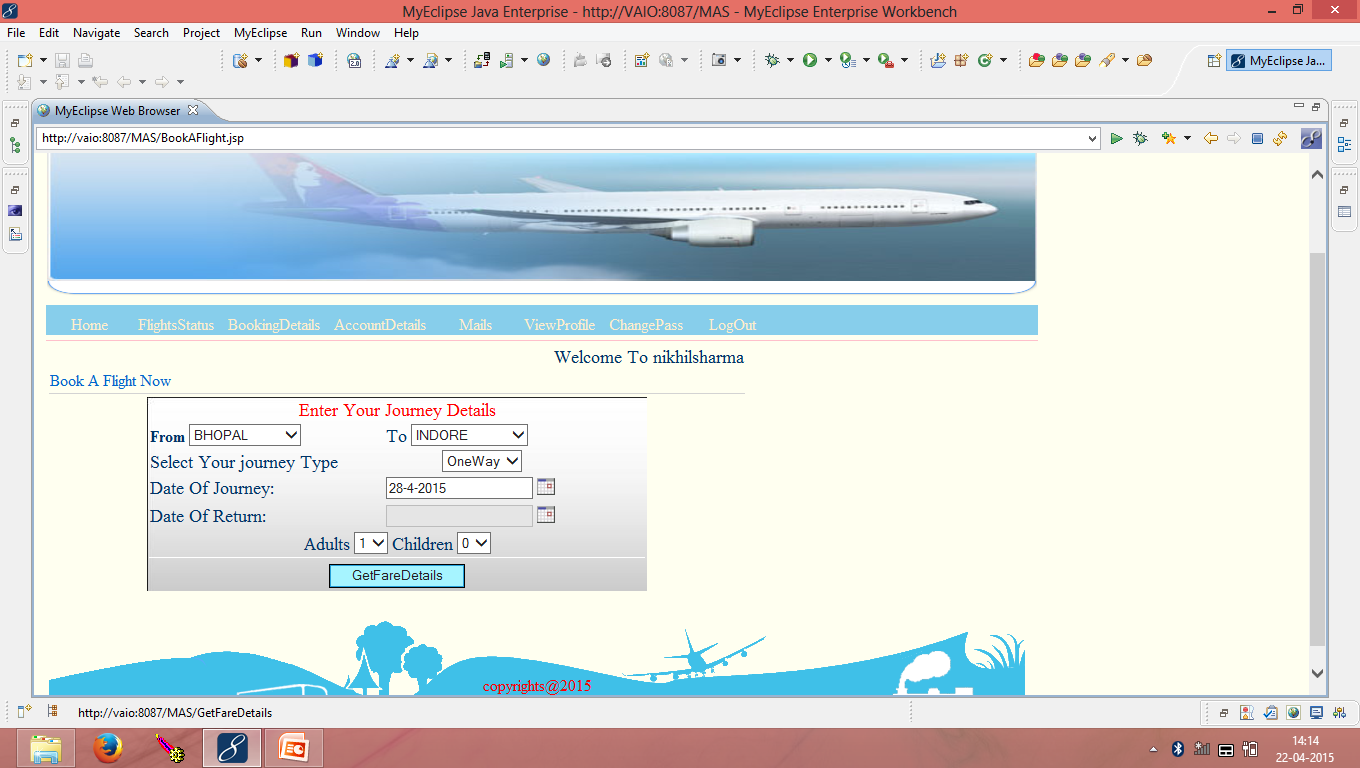 MyEclipse Java Enterprise - http://VAIO:8087/MAS - MyEclipse Enterprise Workbench
File Edit Navigate Search Project MyEclipse Run Window Help
MyEclipse Ja...
MyEclipse Web Browser
http://vaio:8087/MAS/BookAFlight.jsp
Home FlightsStatus BookingDetails AccountDetails Mails ViewProfile ChangePass LogOut
Welcome To nikhilsharma
Book A Flight Now
Enter Your Journey Details
From BHOPAL To INDORE
Select Your journey Type OneWay
Date Of Journey: 28-4-2015
Date Of Return:
Adults 1 Children 0
GetFareDetails
copyrights@2015
http://vaio:8087/MAS/GetFareDetails
14:14
22-04-2015